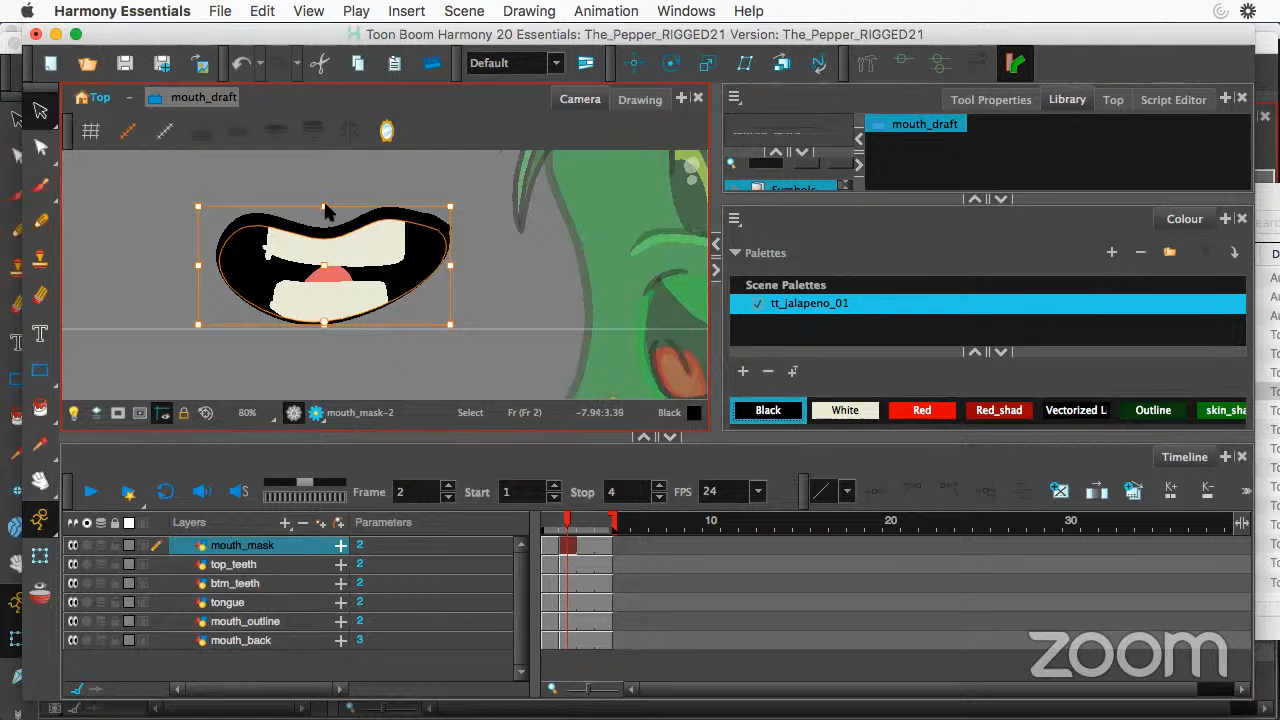 Harmony Essentials File Edit View Play Insert Scene Drawing Animation Windows Help
Toon Boom Harmony 20 Essentials: The_Pepper_RIGGED21 Version: The_Pepper_RIGGED21
Default
Top mouth_draft Camera Drawing
Tool Properties Library Top Script Editor
mouth_draft
Symbols
Colour
Palettes
Scene Palettes
tt_jalapeno_01
80% mouth_mask-2 Select Fr (Fr 2) -7.94:3.39 Black
Black White Red Red_shad Vectorized L Outline skin_sha
Timeline
Frame 2 Start 1 Stop 4 FPS 24
Layers Parameters 10 20 30
mouth_mask 2
top_teeth 2
btm_teeth 2
tongue 2
mouth_outline 2
mouth_back 3
zoom